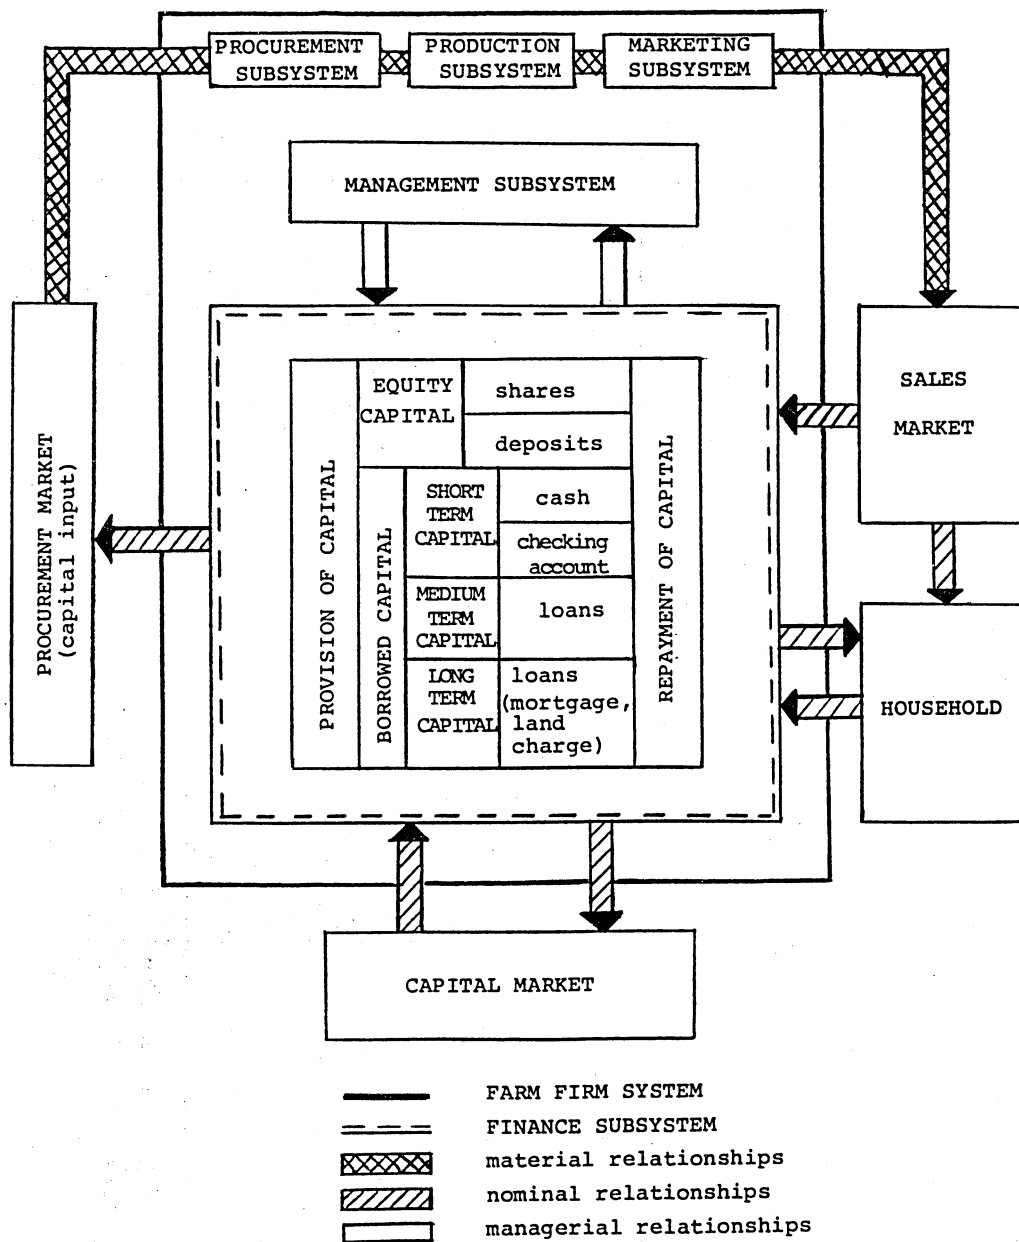 PROCUREMENT
SUBSYSTEM
PRODUCTION
SUBSYSTEM
MARKETING
SUBSYSTEM
MANAGEMENT SUBSYSTEM
PROCUREMENT MARKET
(capital input)
PROVISION OF CAPITAL
EQUITY
CAPITAL
shares
deposits
BORROWED CAPITAL
SHORT
TERM
CAPITAL
cash
checking
account
MEDIUM
TERM
CAPITAL
loans
LONG
TERM
CAPITAL
loans
(mortgage,
land
charge)
REPAYMENT OF CAPITAL
SALES
MARKET
HOUSEHOLD
CAPITAL MARKET
FARM FIRM SYSTEM
FINANCE SUBSYSTEM
material relationships
nominal relationships
managerial relationships